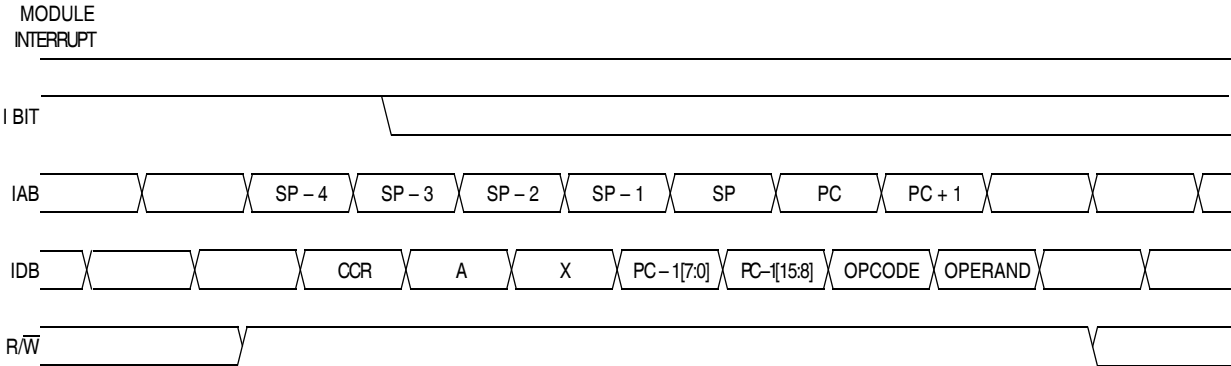 MODULE
INTERRUPT
I BIT
IAB SP – 4 SP – 3 SP – 2 SP – 1 SP PC PC + 1
IDB CCR A X PC – 1[7:0] PC–1[15:8] OPCODE OPERAND
R/W̅